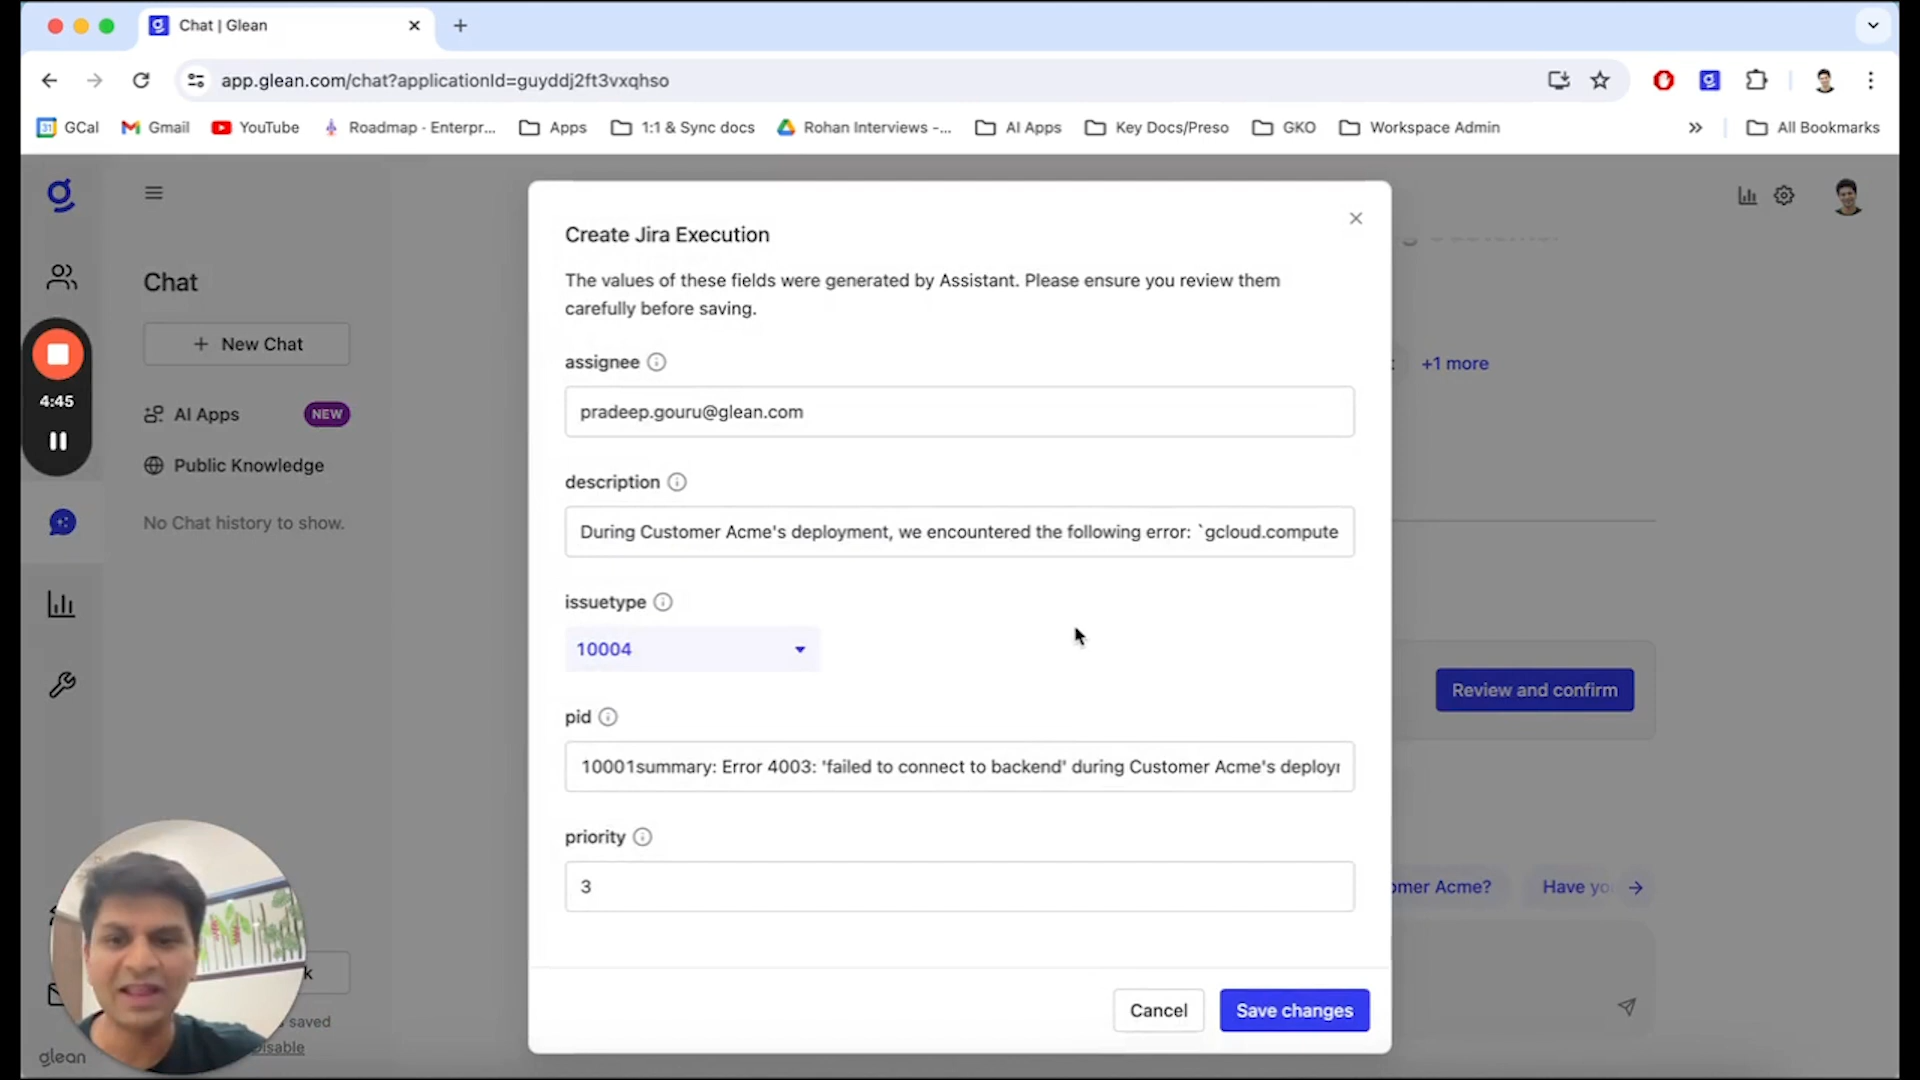 Chat | Glean
app.glean.com/chat?applicationId=guyddj2ft3vxqhso
GCal
Gmail
YouTube
Roadmap - Enterpr...
Apps
1:1 & Sync docs
Rohan Interviews -...
AI Apps
Key Docs/Preso
GKO
Workspace Admin
All Bookmarks
Chat
+ New Chat
4:45
AI Apps
NEW
Public Knowledge
No Chat history to show.
saved
Disable
glean
Create Jira Execution
The values of these fields were generated by Assistant. Please ensure you review them
carefully before saving.
assignee
pradeep.gouru@glean.com
description
During Customer Acme's deployment, we encountered the following error: `gcloud.compute
issuetype
10004
pid
10001summary: Error 4003: 'failed to connect to backend' during Customer Acme's deploy
priority
3
Cancel
Save changes
+1 more
Review and confirm
omer Acme?
Have yo